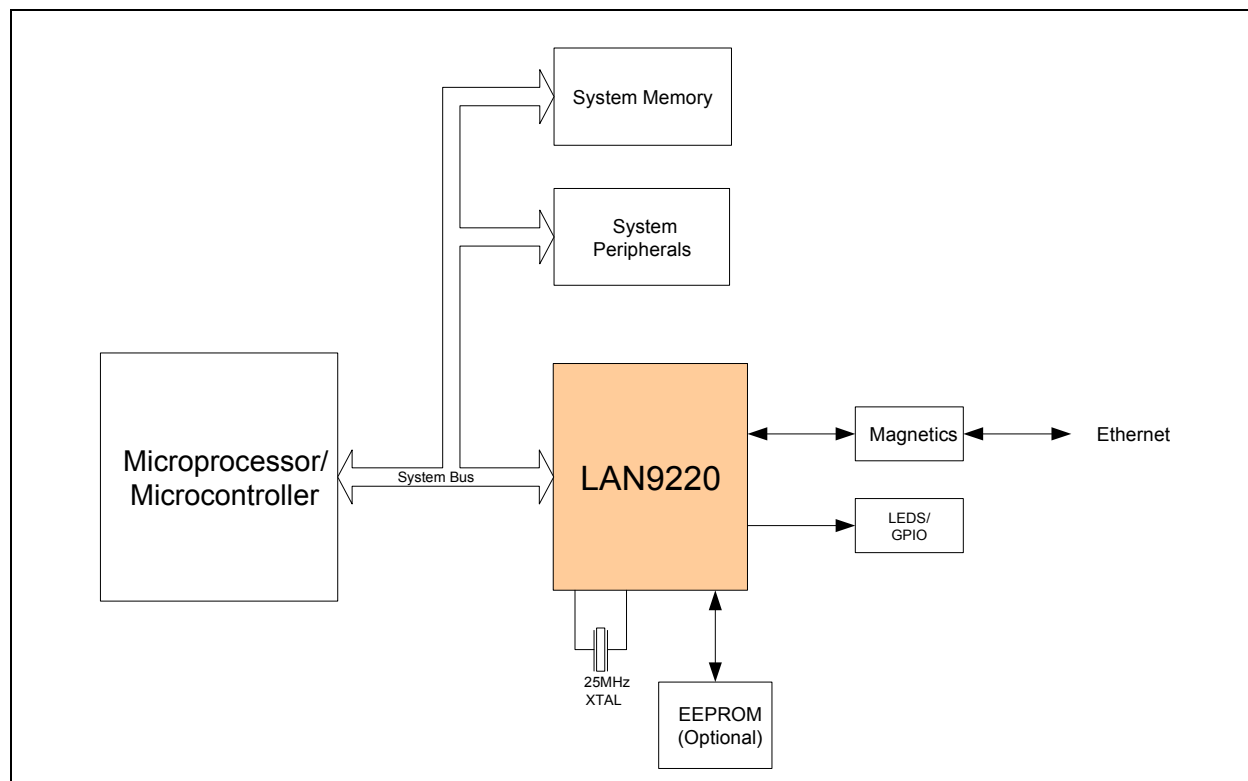 System Memory
System
Peripherals
Microprocessor/
Microcontroller
System Bus
LAN9220
Magnetics
Ethernet
LEDS/
GPIO
25MHz
XTAL
EEPROM
(Optional)